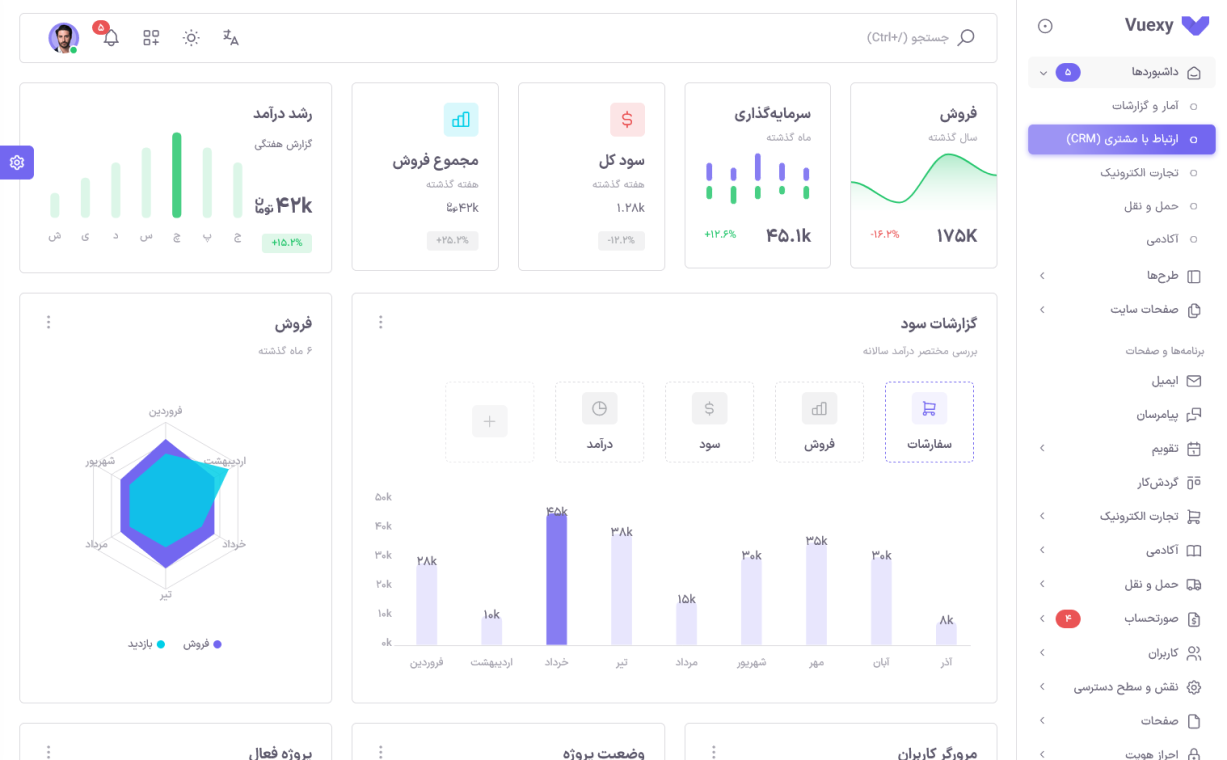 Vuexy
داشبوردها
۵
آمار و گزارشات
ارتباط با مشتری (CRM)
تجارت الکترونیک
حمل و نقل
آکادمی
طرح‌ها
صفحات سایت
برنامه‌ها و صفحات
ایمیل
پیام‎رسان
تقویم
گردش‌کار
تجارت الکترونیک
آکادمی
حمل و نقل
صورتحساب
۴
کاربران
نقش و سطح دسترسی
صفحات
احراز هویت
جستجو (/+Ctrl)
۵
فروش
سال گذشته
۱۷۵K
-۱۶.۲%
سرمایه‌گذاری
ماه گذشته
۴۵.۱k
+۱۲.۶%
سود کل
هفته گذشته
۱.۲۸k
-۱۲.۲%
مجموع فروش
هفته گذشته
۴۲k تومان
+۲۵.۲%
رشد درآمد
گزارش هفتگی
۴۲k تومان
+۱۵.۲%
ج
پ
چ
س
د
ی
ش
گزارشات سود
بررسی مختصر درآمد سالانه
سفارشات
فروش
سود
درآمد
۵۰k
۴۰k
۳۰k
۲۰k
۱۰k
۰k
۲۸k
۱۰k
۴۵k
۳۸k
۱۵k
۳۰k
۳۵k
۳۰k
۸k
فروردین
اردیبهشت
خرداد
تیر
مرداد
شهریور
مهر
آبان
آذر
فروش
۶ ماه گذشته
فروردین
اردیبهشت
خرداد
تیر
مرداد
شهریور
فروش
بازدید
مرورگر کاربران
وضعیت پروژه
پروژه فعال